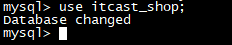 mysql> use itcast_shop;
Database changed
mysql>